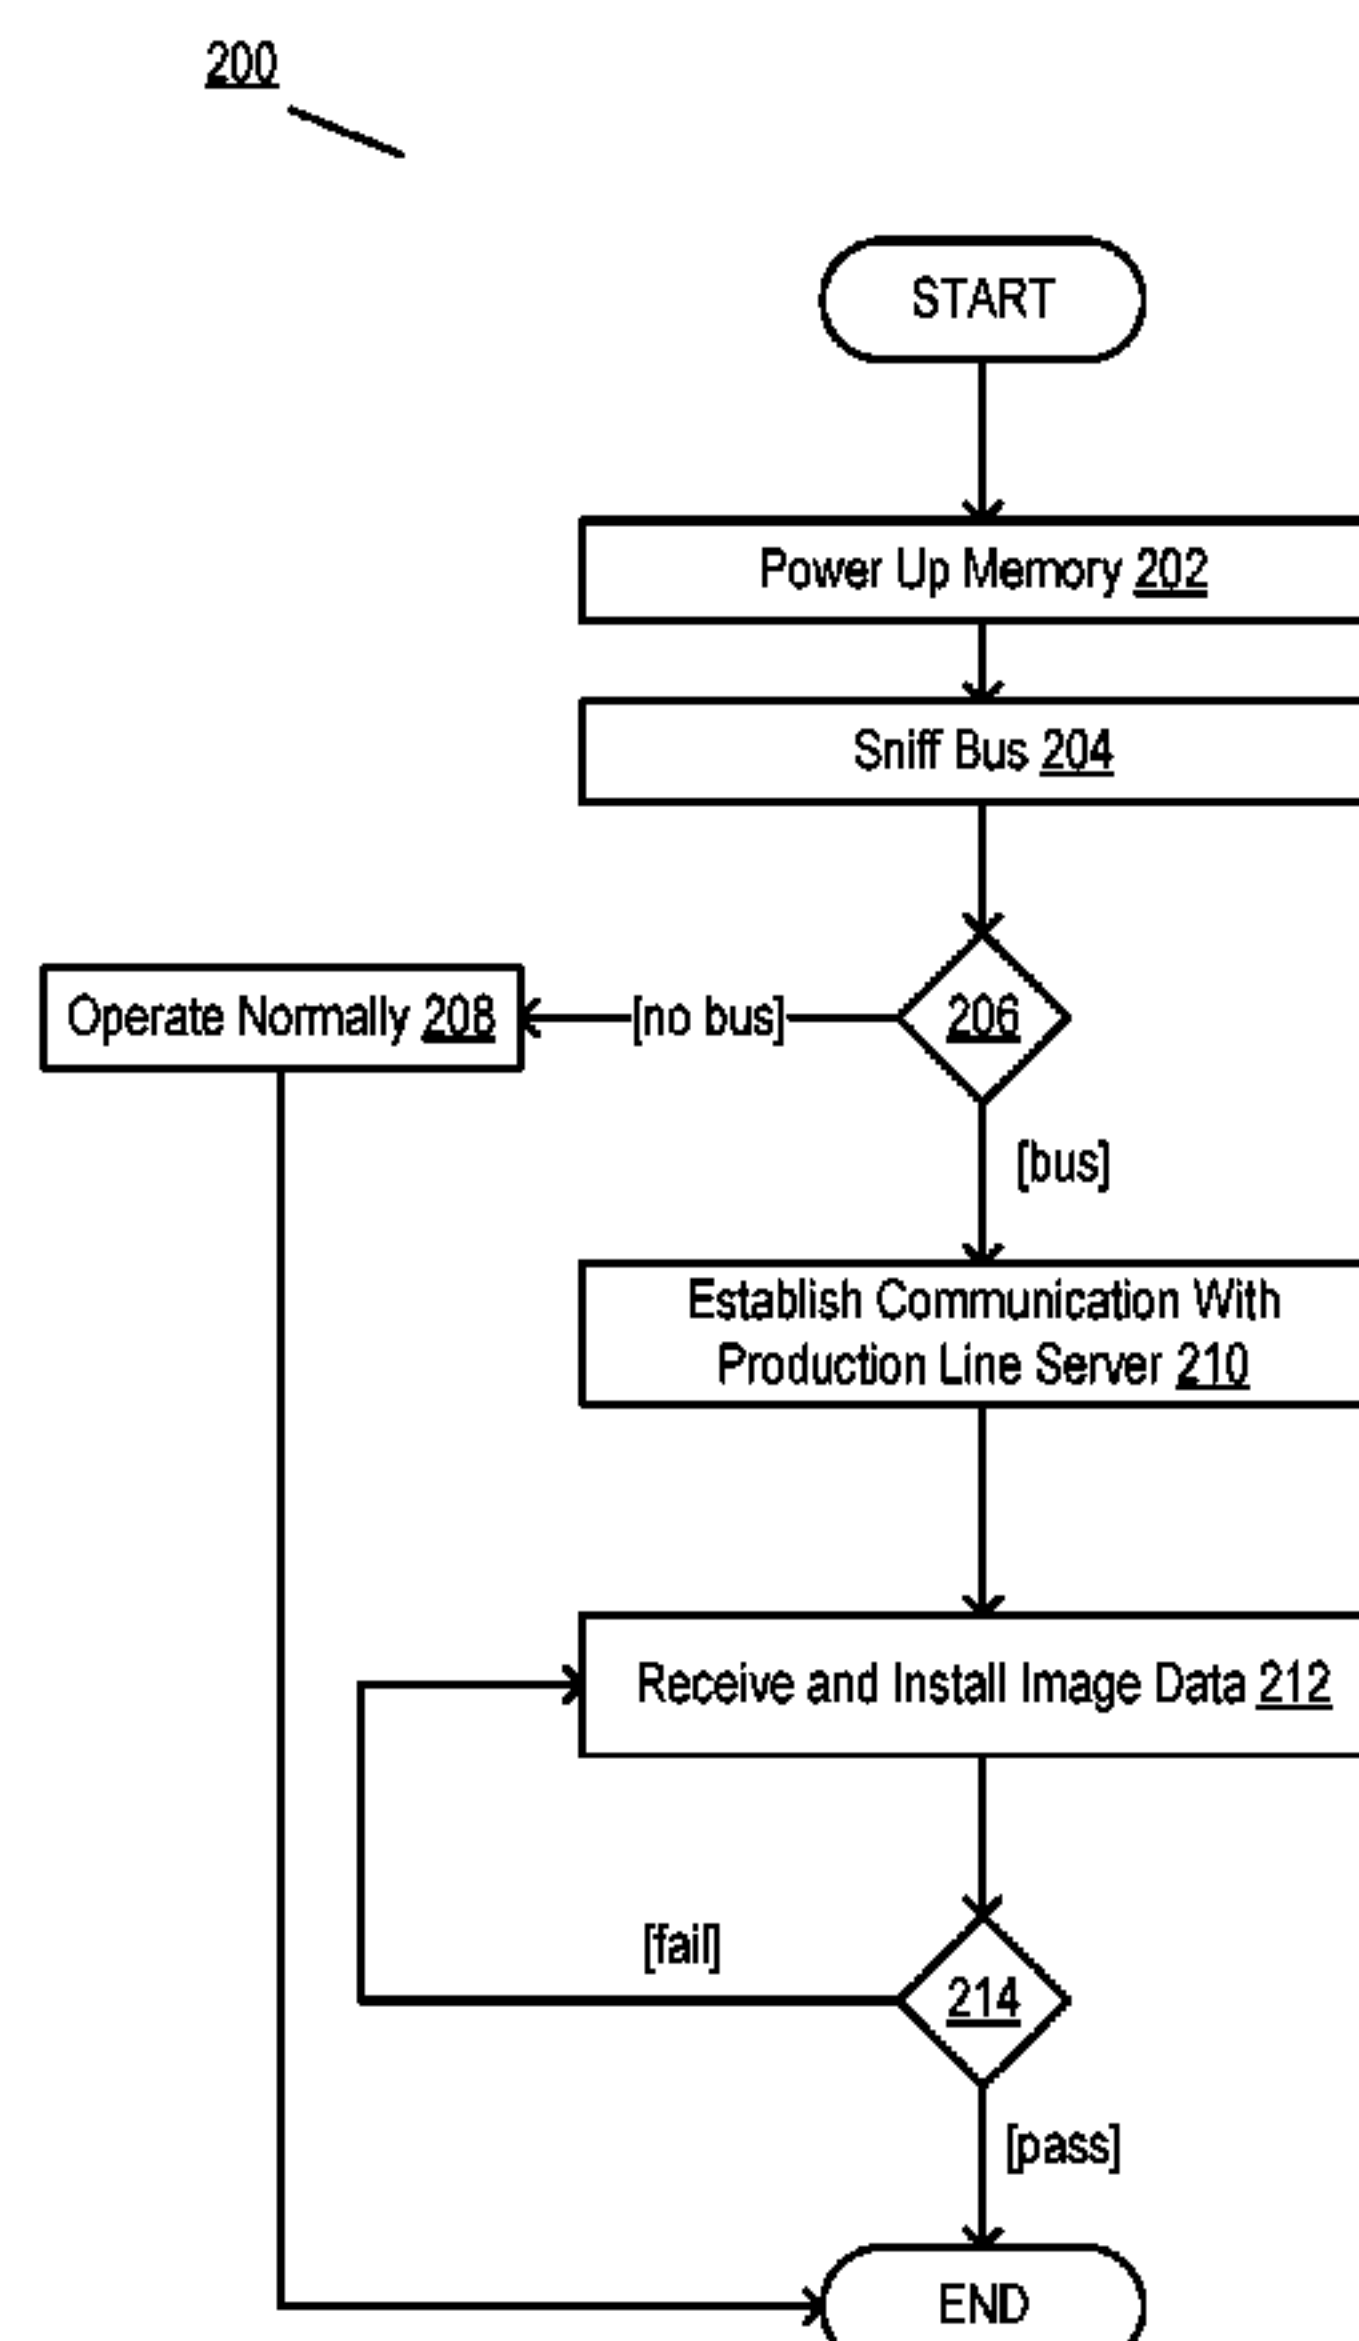 200
START
Power Up Memory 202
Sniff Bus 204
Operate Normally 208
[no bus]
206
[bus]
Establish Communication With
Production Line Server 210
Receive and Install Image Data 212
[fail]
214
[pass]
END